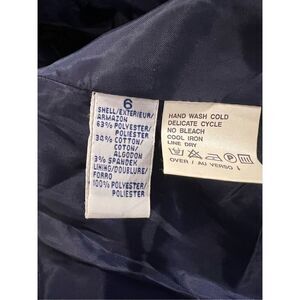 6
SHELL/EXTERIEUR/
ARMAZON
63% POLYESTER/
POLIESTER
34% COTTON/
COTON/
ALGODON
3% SPANDEX
LINING/DOUBLURE/
FORRO
100% POLYESTER/
POLIESTER
HAND WASH COLD
DELICATE CYCLE
NO BLEACH
COOL IRON
LINE DRY
OVER / AU VERSO